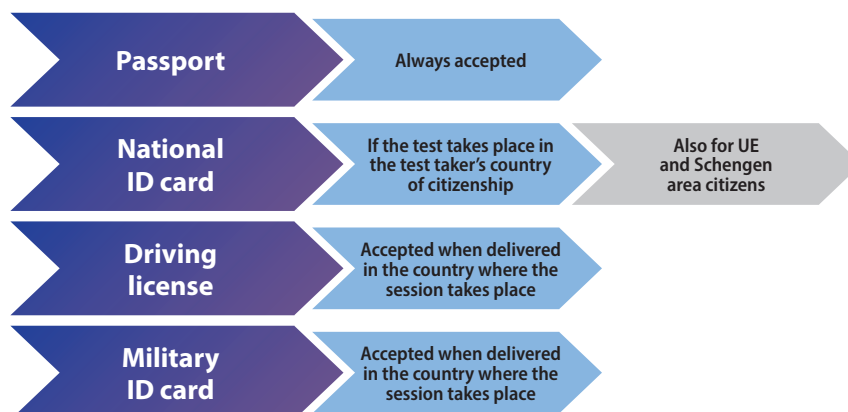 Passport
Always accepted
National
ID card
If the test takes place in
the test taker's country
of citizenship
Also for UE
and Schengen
area citizens
Driving
license
Accepted when delivered
in the country where the
session takes place
Military
ID card
Accepted when delivered
in the country where the
session takes place